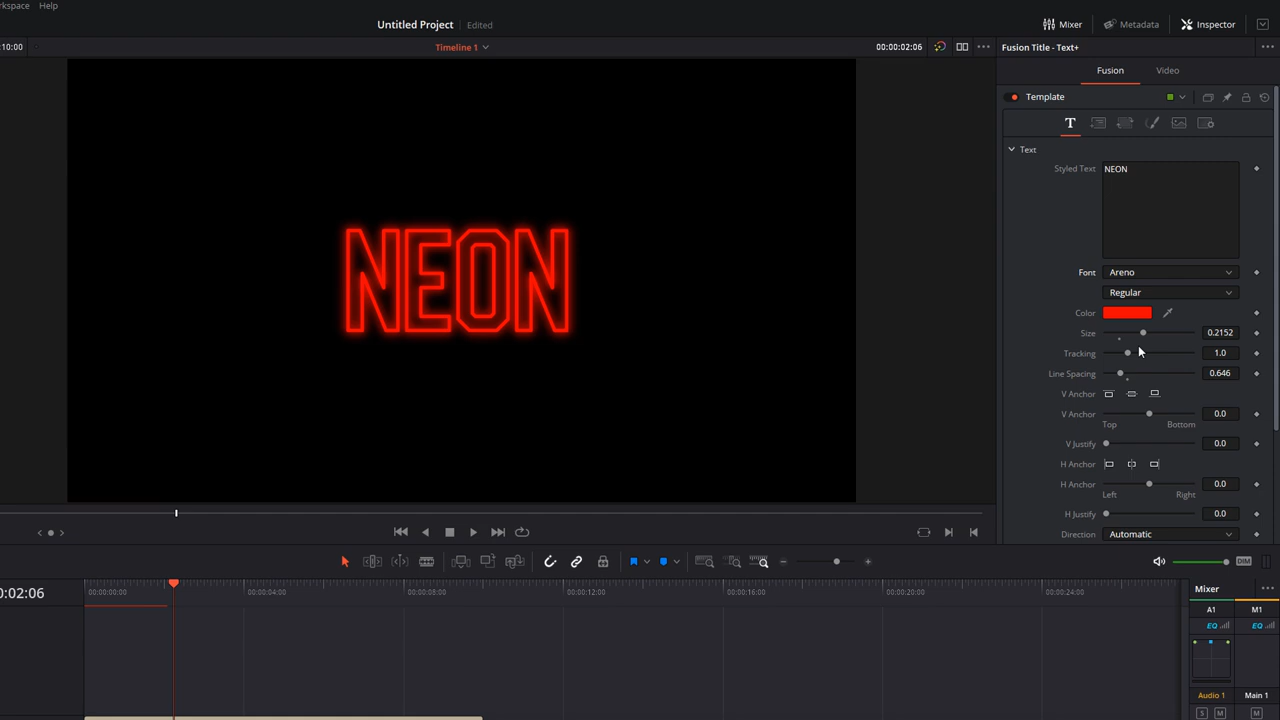 rkspace Help
Untitled Project Edited
Mixer Metadata Inspector
:10:00 Timeline 1 00:00:02:06 Fusion Title - Text+
Fusion Video
Template
T
Text
Styled Text NEON
NEON
Font Areno
Regular
Color
Size 0.2152
Tracking 1.0
Line Spacing 0.646
V Anchor
V Anchor 0.0
Top Bottom
V Justify 0.0
H Anchor
H Anchor 0.0
Left Right
H Justify 0.0
Direction Automatic
DIM
0:02:06 00:00:00:00 00:00:04:00 00:00:08:00 00:00:12:00 00:00:16:00 00:00:20:00 00:00:24:00
Mixer
A1 M1
EQ EQ
Audio 1 Main 1
S M M